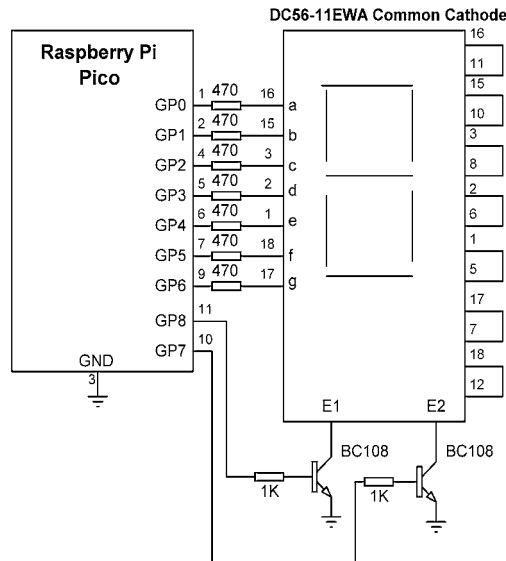 DC56-11EWA Common Cathode
Raspberry Pi
Pico
GP0 1 470 16 a
GP1 2 470 15 b
GP2 4 470 3 c
GP3 5 470 2 d
GP4 6 470 1 e
GP5 7 470 18 f
GP6 9 470 17 g
GP8 11
GP7 10
GND
3
16
11
15
10
3
8
2
6
1
5
17
7
18
12
E1 E2
BC108 BC108
1K 1K